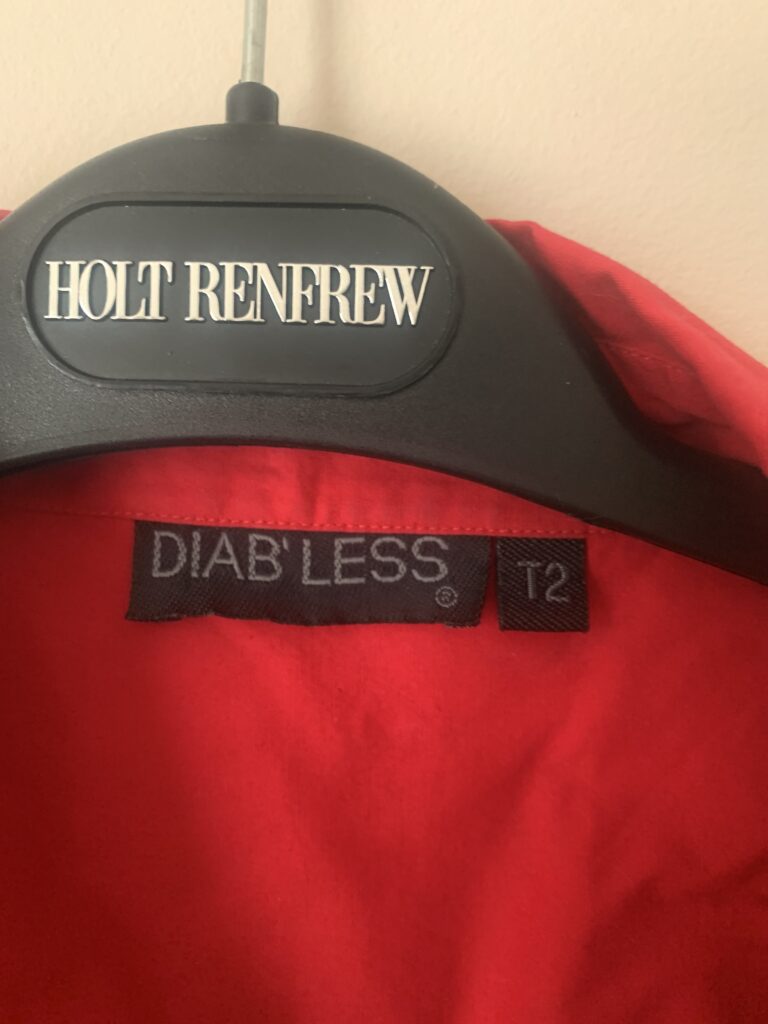 HOLT RENFREW
DIAB'LESS
®
T2